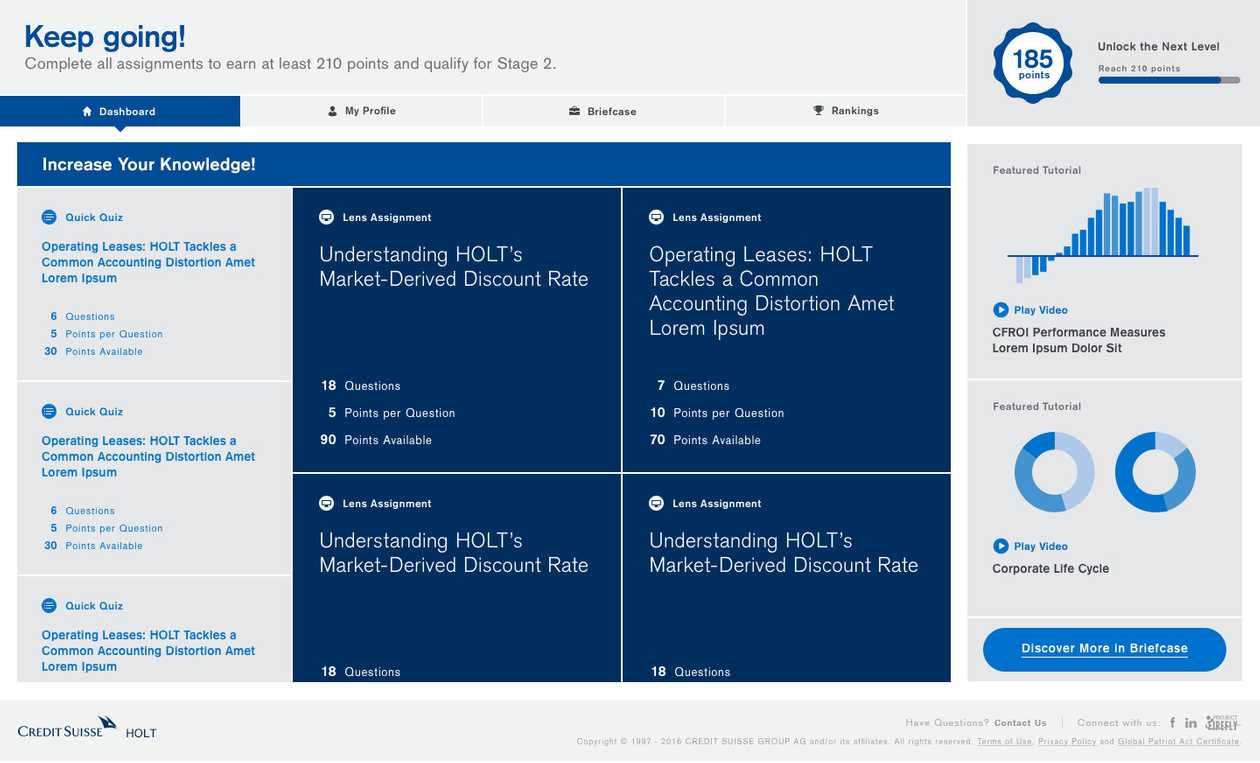 Keep going!
Complete all assignments to earn at least 210 points and qualify for Stage 2.
185
points
Unlock the Next Level
Reach 210 points
Dashboard
My Profile
Briefcase
Rankings
Increase Your Knowledge!
Quick Quiz
Operating Leases: HOLT Tackles a
Common Accounting Distortion Amet
Lorem Ipsum
6 Questions
5 Points per Question
30 Points Available
Quick Quiz
Operating Leases: HOLT Tackles a
Common Accounting Distortion Amet
Lorem Ipsum
6 Questions
5 Points per Question
30 Points Available
Quick Quiz
Operating Leases: HOLT Tackles a
Common Accounting Distortion Amet
Lorem Ipsum
Lens Assignment
Understanding HOLT's
Market-Derived Discount Rate
18 Questions
5 Points per Question
90 Points Available
Lens Assignment
Operating Leases: HOLT
Tackles a Common
Accounting Distortion Amet
Lorem Ipsum
7 Questions
10 Points per Question
70 Points Available
Lens Assignment
Understanding HOLT's
Market-Derived Discount Rate
18 Questions
Lens Assignment
Understanding HOLT's
Market-Derived Discount Rate
18 Questions
Featured Tutorial
Play Video
CFROI Performance Measures
Lorem Ipsum Dolor Sit
Featured Tutorial
Play Video
Corporate Life Cycle
Discover More in Briefcase
CREDIT SUISSE HOLT
Have Questions? Contact Us
Connect with us: f in
PROJECT
FIREFLY
Copyright © 1997 - 2016 CREDIT SUISSE GROUP AG and/or its affiliates. All rights reserved. Terms of Use, Privacy Policy and Global Patriot Act Certificate.